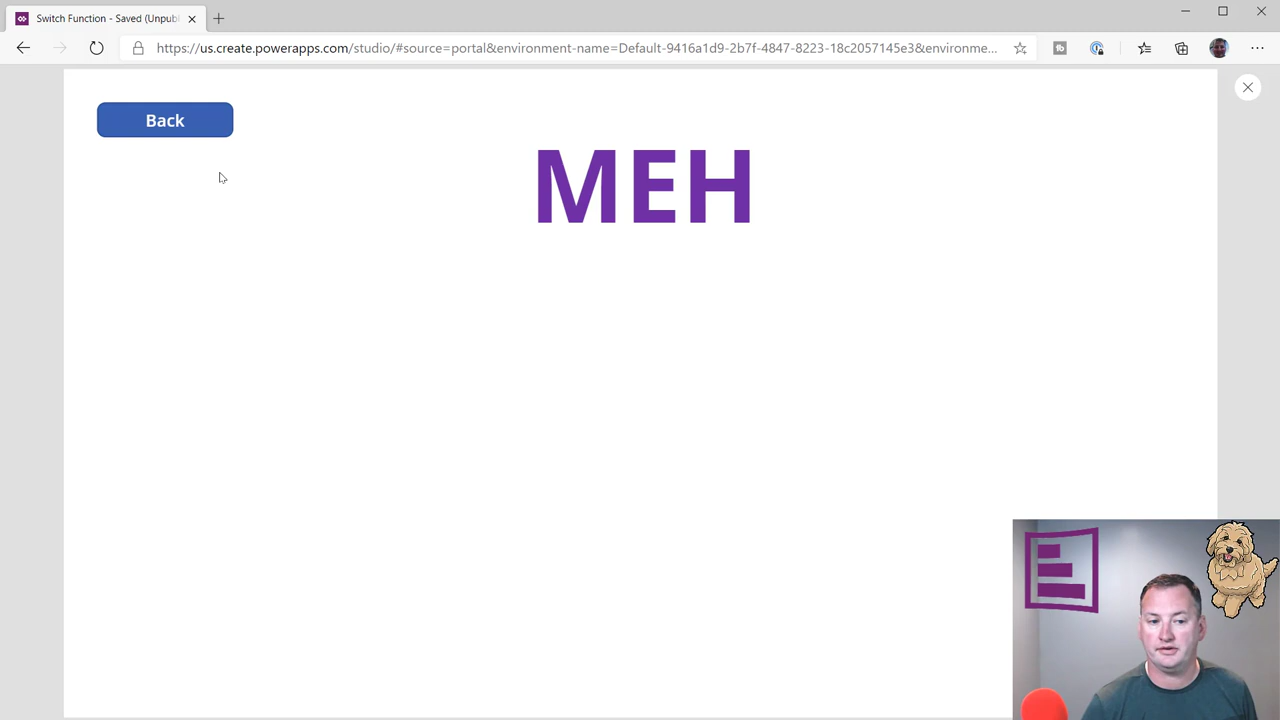 Switch Function - Saved (Unpubl
https://us.create.powerapps.com/studio/#source=portal&environment-name=Default-9416a1d9-2b7f-4847-8223-18c2057145e3&environme...
Back
MEH